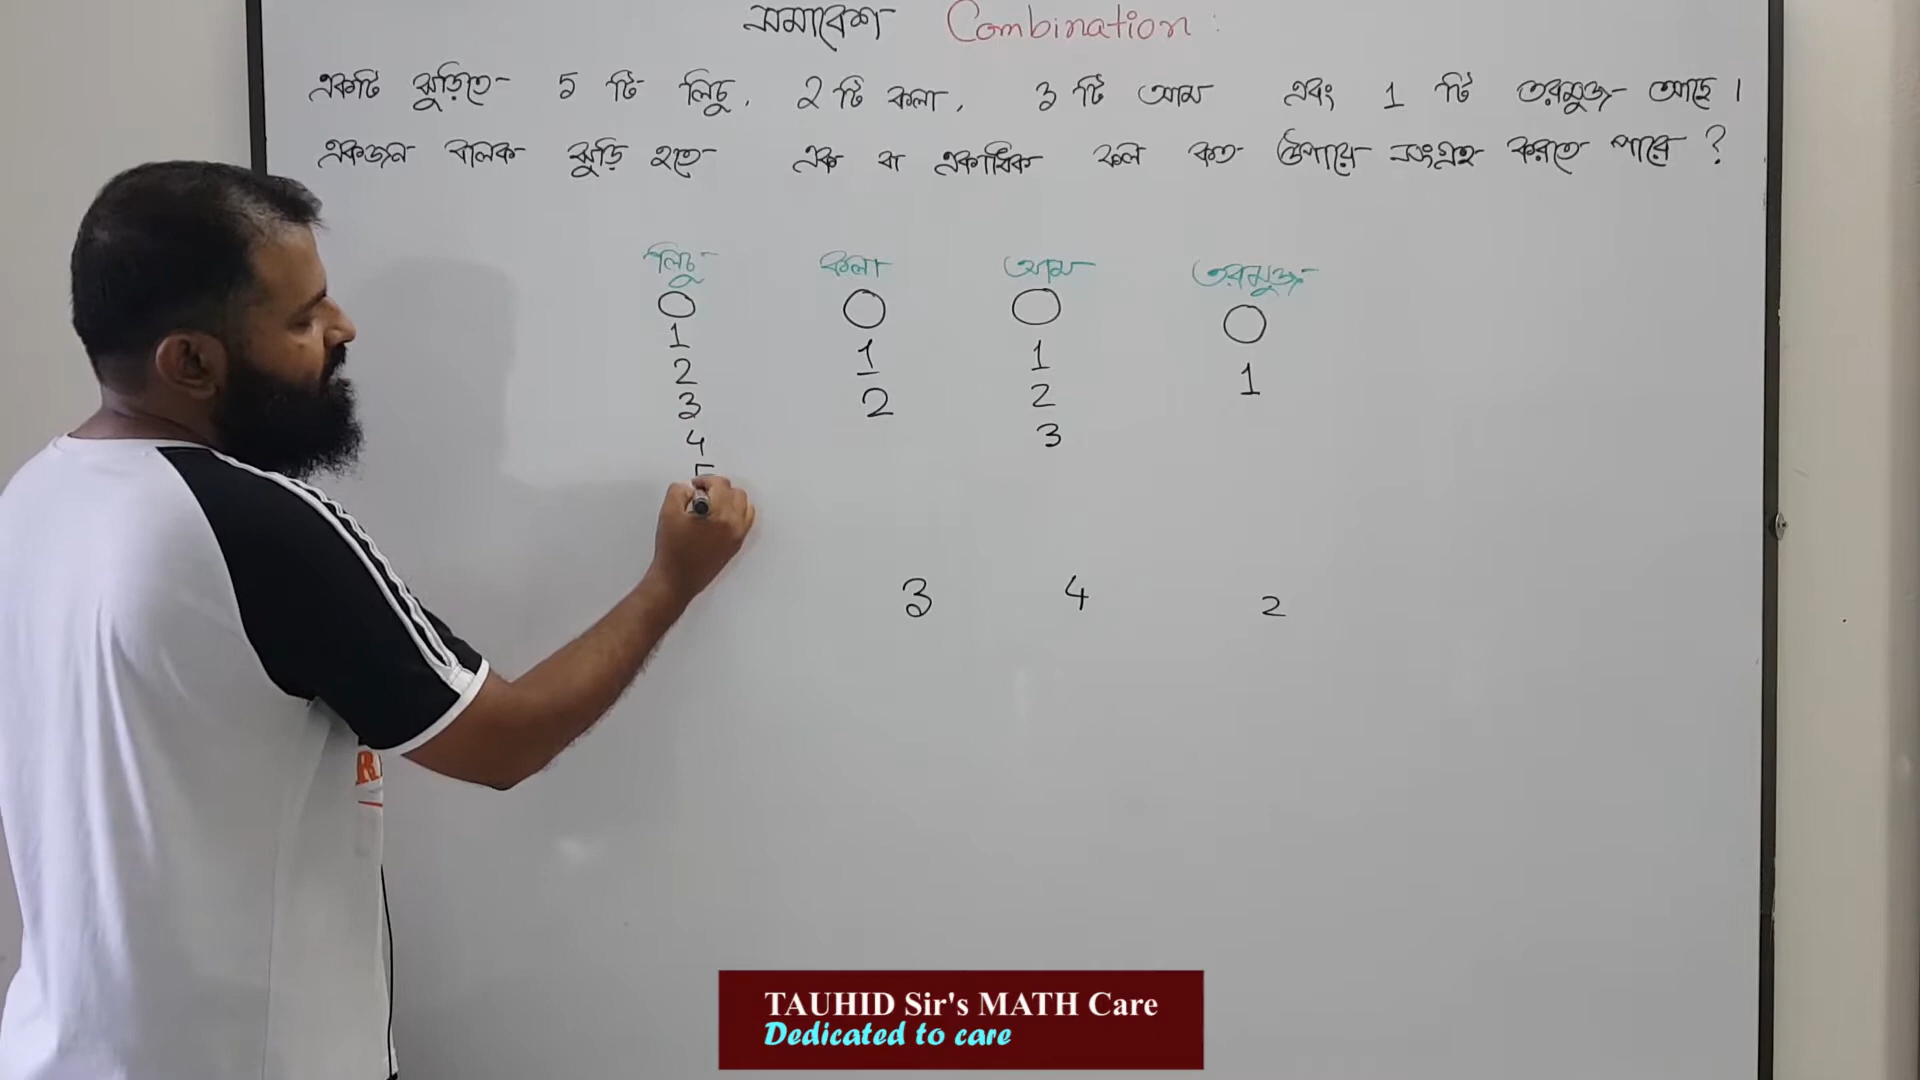 সমাবেশ Combination :
একটি ঝুড়িতে 5 টি লিচু, 2 টি কলা, 3 টি আম এবং 1 টি তরমুজ আছে।
একজন বালক ঝুড়ি হতে এক বা একাধিক ফল কত উপায়ে সংগ্রহ করতে পারে ?
লিচু কলা আম তরমুজ
0 0 0 0
1 1 1 1
2 2 2
3 3
4
5
3 4 2
TAUHID Sir's MATH Care
Dedicated to care